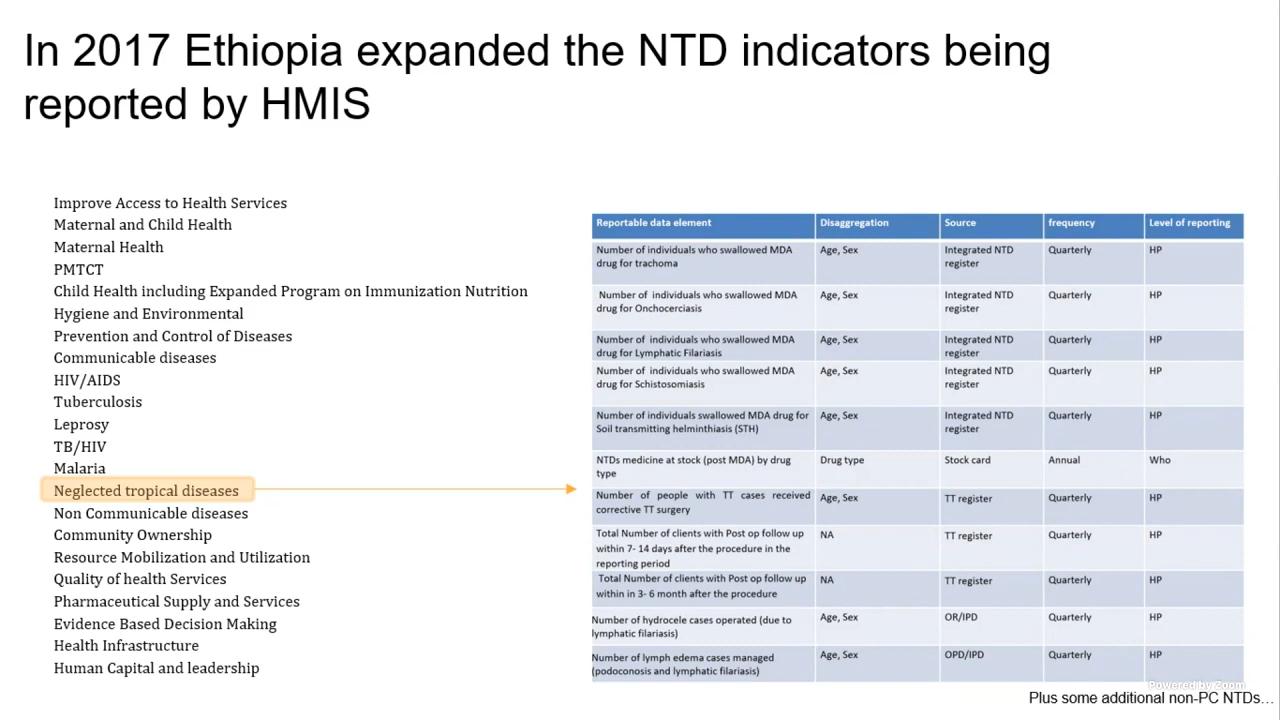 In 2017 Ethiopia expanded the NTD indicators being
reported by HMIS
Improve Access to Health Services
Maternal and Child Health
Maternal Health
PMTCT
Child Health including Expanded Program on Immunization Nutrition
Hygiene and Environmental
Prevention and Control of Diseases
Communicable diseases
HIV/AIDS
Tuberculosis
Leprosy
TB/HIV
Malaria
Neglected tropical diseases
Non Communicable diseases
Community Ownership
Resource Mobilization and Utilization
Quality of health Services
Pharmaceutical Supply and Services
Evidence Based Decision Making
Health Infrastructure
Human Capital and leadership
Reportable data element Disaggregation Source frequency Level of reporting
Number of individuals who swallowed MDA Age, Sex Integrated NTD Quarterly HP
drug for trachoma register
Number of individuals who swallowed MDA Age, Sex Integrated NTD Quarterly HP
drug for Onchocerciasis register
Number of individuals who swallowed MDA Age, Sex Integrated NTD Quarterly HP
drug for Lymphatic Filariasis register
Number of individuals who swallowed MDA Age, Sex Integrated NTD Quarterly HP
drug for Schistosomiasis register
Number of individuals swallowed MDA drug for Age, Sex Integrated NTD Quarterly HP
Soil transmitting helminthiasis (STH) register
NTDs medicine at stock (post MDA) by drug Drug type Stock card Annual Who
type
Number of people with TT cases received Age, Sex TT register Quarterly HP
corrective TT surgery
Total Number of clients with Post op follow up NA TT register Quarterly HP
within 7- 14 days after the procedure in the
reporting period
Total Number of clients with Post op follow up NA TT register Quarterly HP
within in 3- 6 month after the procedure
Number of hydrocele cases operated (due to Age, Sex OR/IPD Quarterly HP
lymphatic filariasis)
Number of lymph edema cases managed Age, Sex OPD/IPD Quarterly HP
(podoconosis and lymphatic filariasis)
Powered by Zoom
Plus some additional non-PC NTDs...